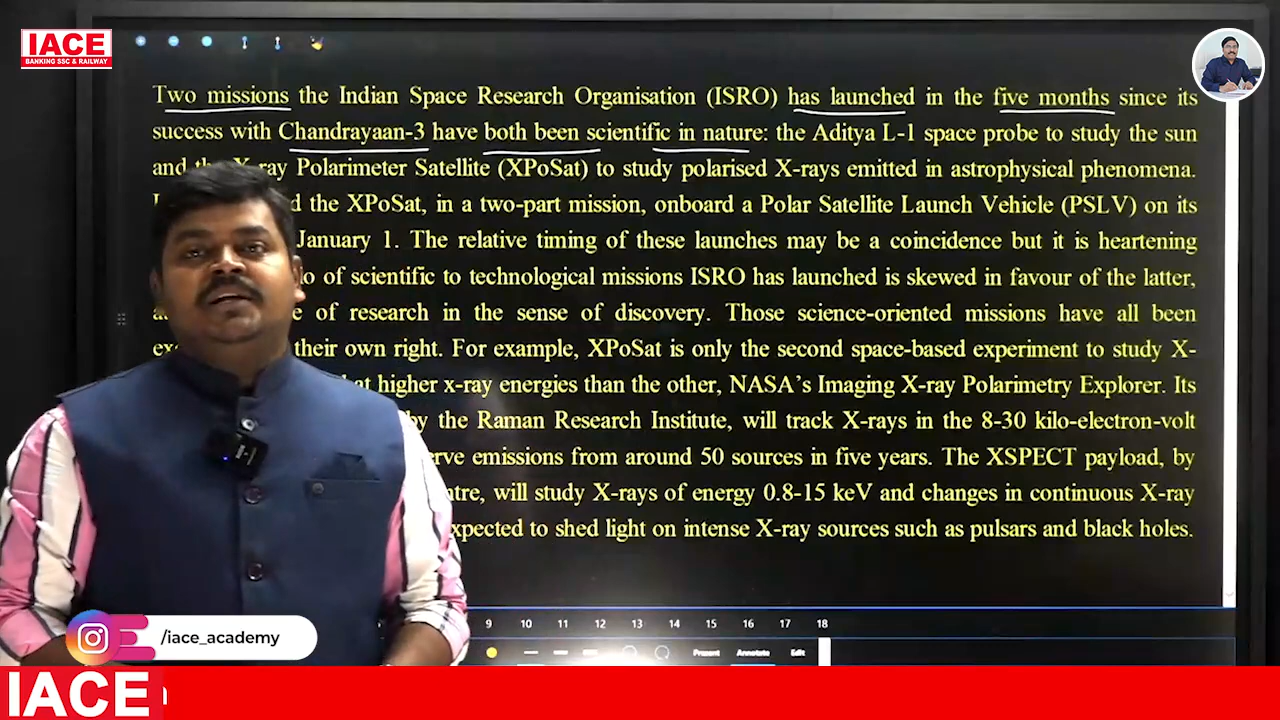 IACE
BANKING SSC & RAILWAY
Two missions the Indian Space Research Organisation (ISRO) has launched in the five months since its
success with Chandrayaan-3 have both been scientific in nature: the Aditya L-1 space probe to study the sun
and the X-ray Polarimeter Satellite (XPoSat) to study polarised X-rays emitted in astrophysical phenomena.
the XPoSat, in a two-part mission, onboard a Polar Satellite Launch Vehicle (PSLV) on its
January 1. The relative timing of these launches may be a coincidence but it is heartening
of scientific to technological missions ISRO has launched is skewed in favour of the latter,
of research in the sense of discovery. Those science-oriented missions have all been
their own right. For example, XPoSat is only the second space-based experiment to study X-
at higher x-ray energies than the other, NASA's Imaging X-ray Polarimetry Explorer. Its
by the Raman Research Institute, will track X-rays in the 8-30 kilo-electron-volt
emissions from around 50 sources in five years. The XSPECT payload, by
will study X-rays of energy 0.8-15 keV and changes in continuous X-ray
expected to shed light on intense X-ray sources such as pulsars and black holes.
9 10 11 12 13 14 15 16 17 18
Present Annotate Edit
/iace_academy
IACE